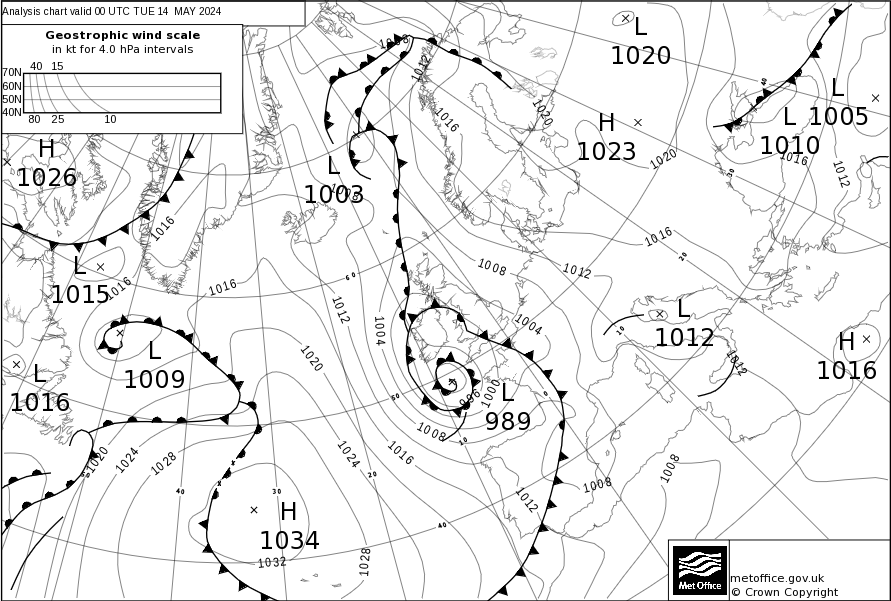 Analysis chart valid 00 UTC TUE 14 MAY 2024
Geostrophic wind scale
in kt for 4.0 hPa intervals
40 15
70N
60N
50N
40N
80 25 10
L
1020
H
1023
L
1005
L
1010
H
1026
L
1003
L
1015
L
1009
L
1016
L
989
L
1012
H
1016
H
1034
1008
1012
1016
1020
1020
1016
1012
1016
1016
1016
1016
1012
1004
1008
1012
1004
1020
1012
996
1000
1008
1016
1024
1020
1024
1028
1012
1008
1008
1032
1028
40
30
20
10
40
50
60
0
10
20
30
40
metoffice.gov.uk
© Crown Copyright
Met Office